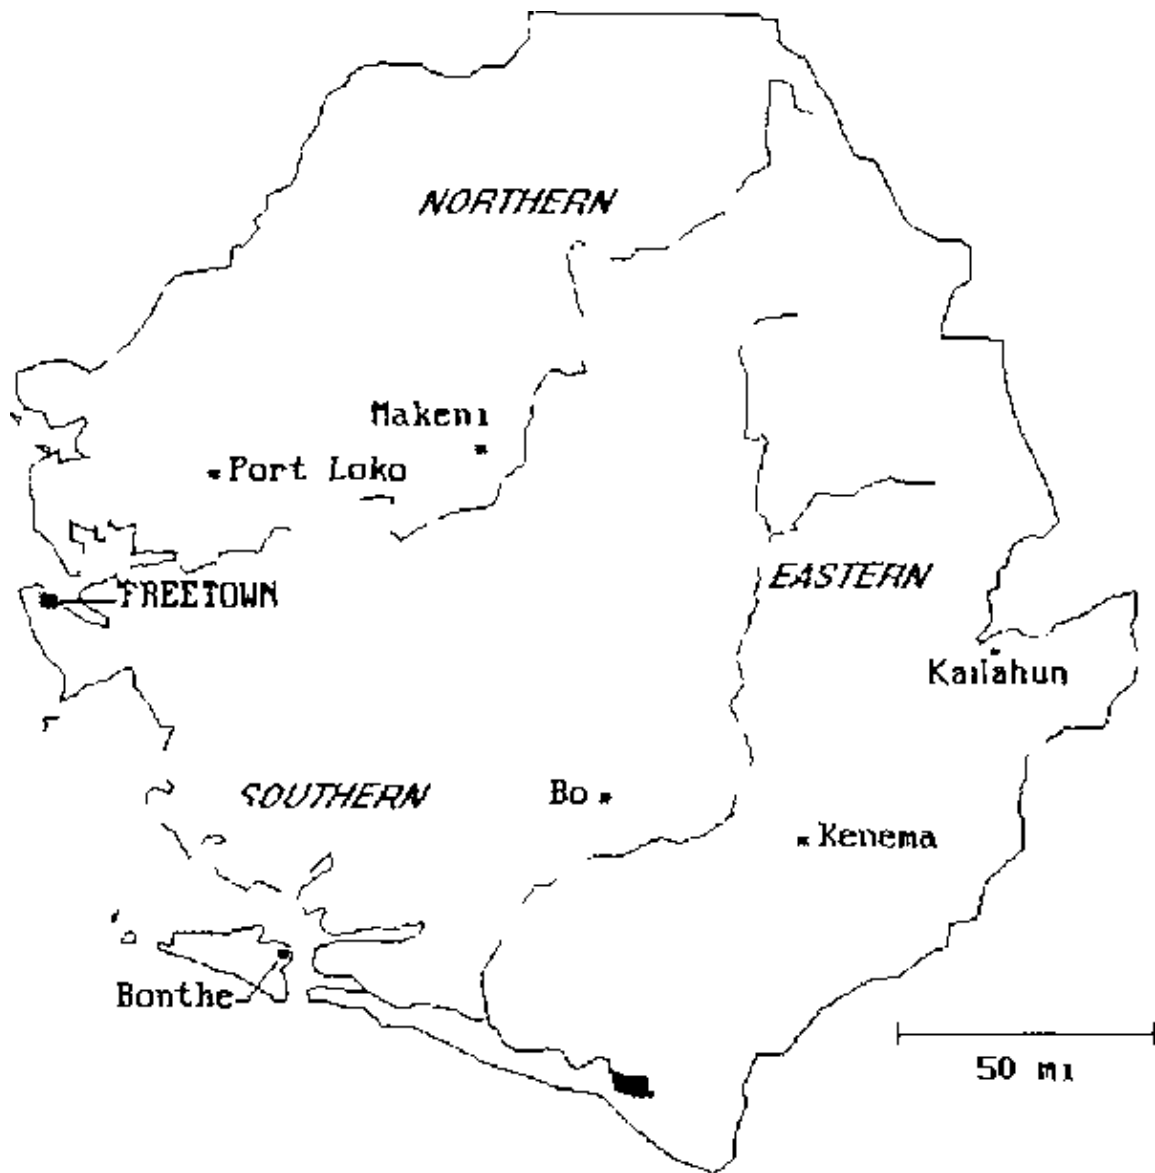 NORTHERN
Makeni
Port Loko
FREETOWN
EASTERN
Kailahun
SOUTHERN
Bo
Kenema
Bonthe
50 mi